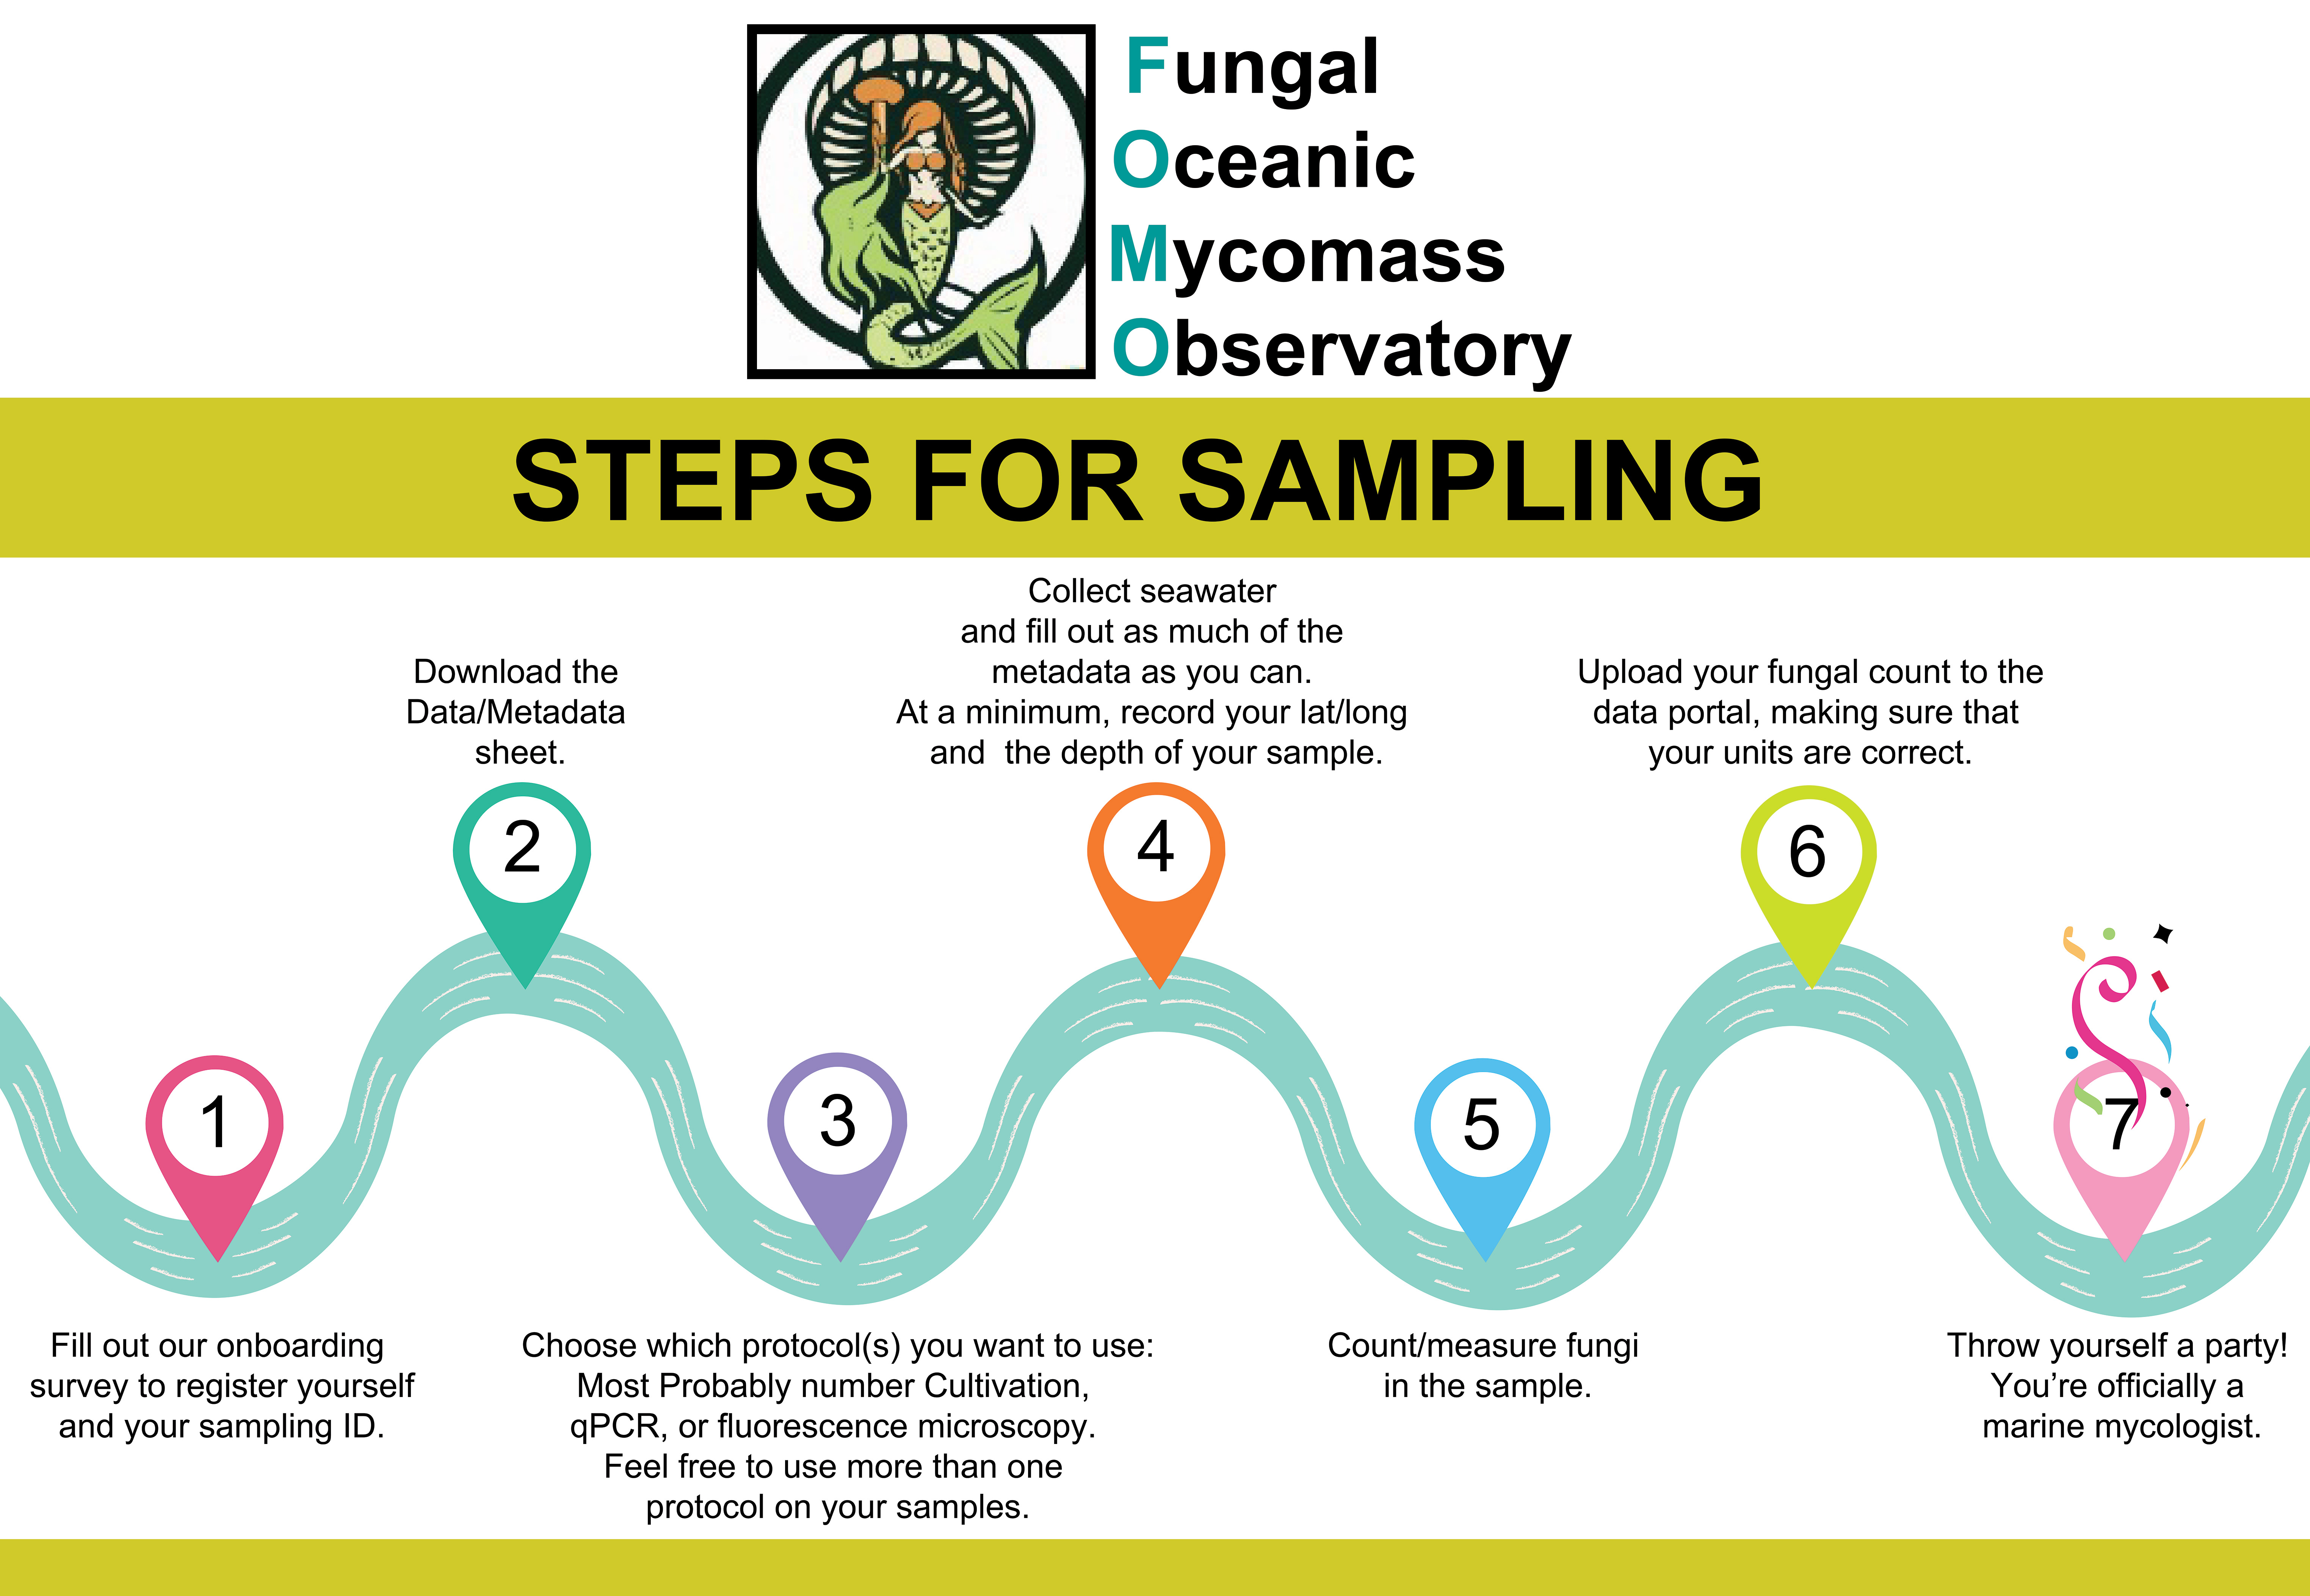 Fungal
Oceanic
Mycomass
Observatory
STEPS FOR SAMPLING
1
Fill out our onboarding
survey to register yourself
and your sampling ID.
Download the
Data/Metadata
sheet.
2
3
Choose which protocol(s) you want to use:
Most Probably number Cultivation,
qPCR, or fluorescence microscopy.
Feel free to use more than one
protocol on your samples.
Collect seawater
and fill out as much of the
metadata as you can.
At a minimum, record your lat/long
and the depth of your sample.
4
5
Count/measure fungi
in the sample.
Upload your fungal count to the
data portal, making sure that
your units are correct.
6
7
Throw yourself a party!
You’re officially a
marine mycologist.